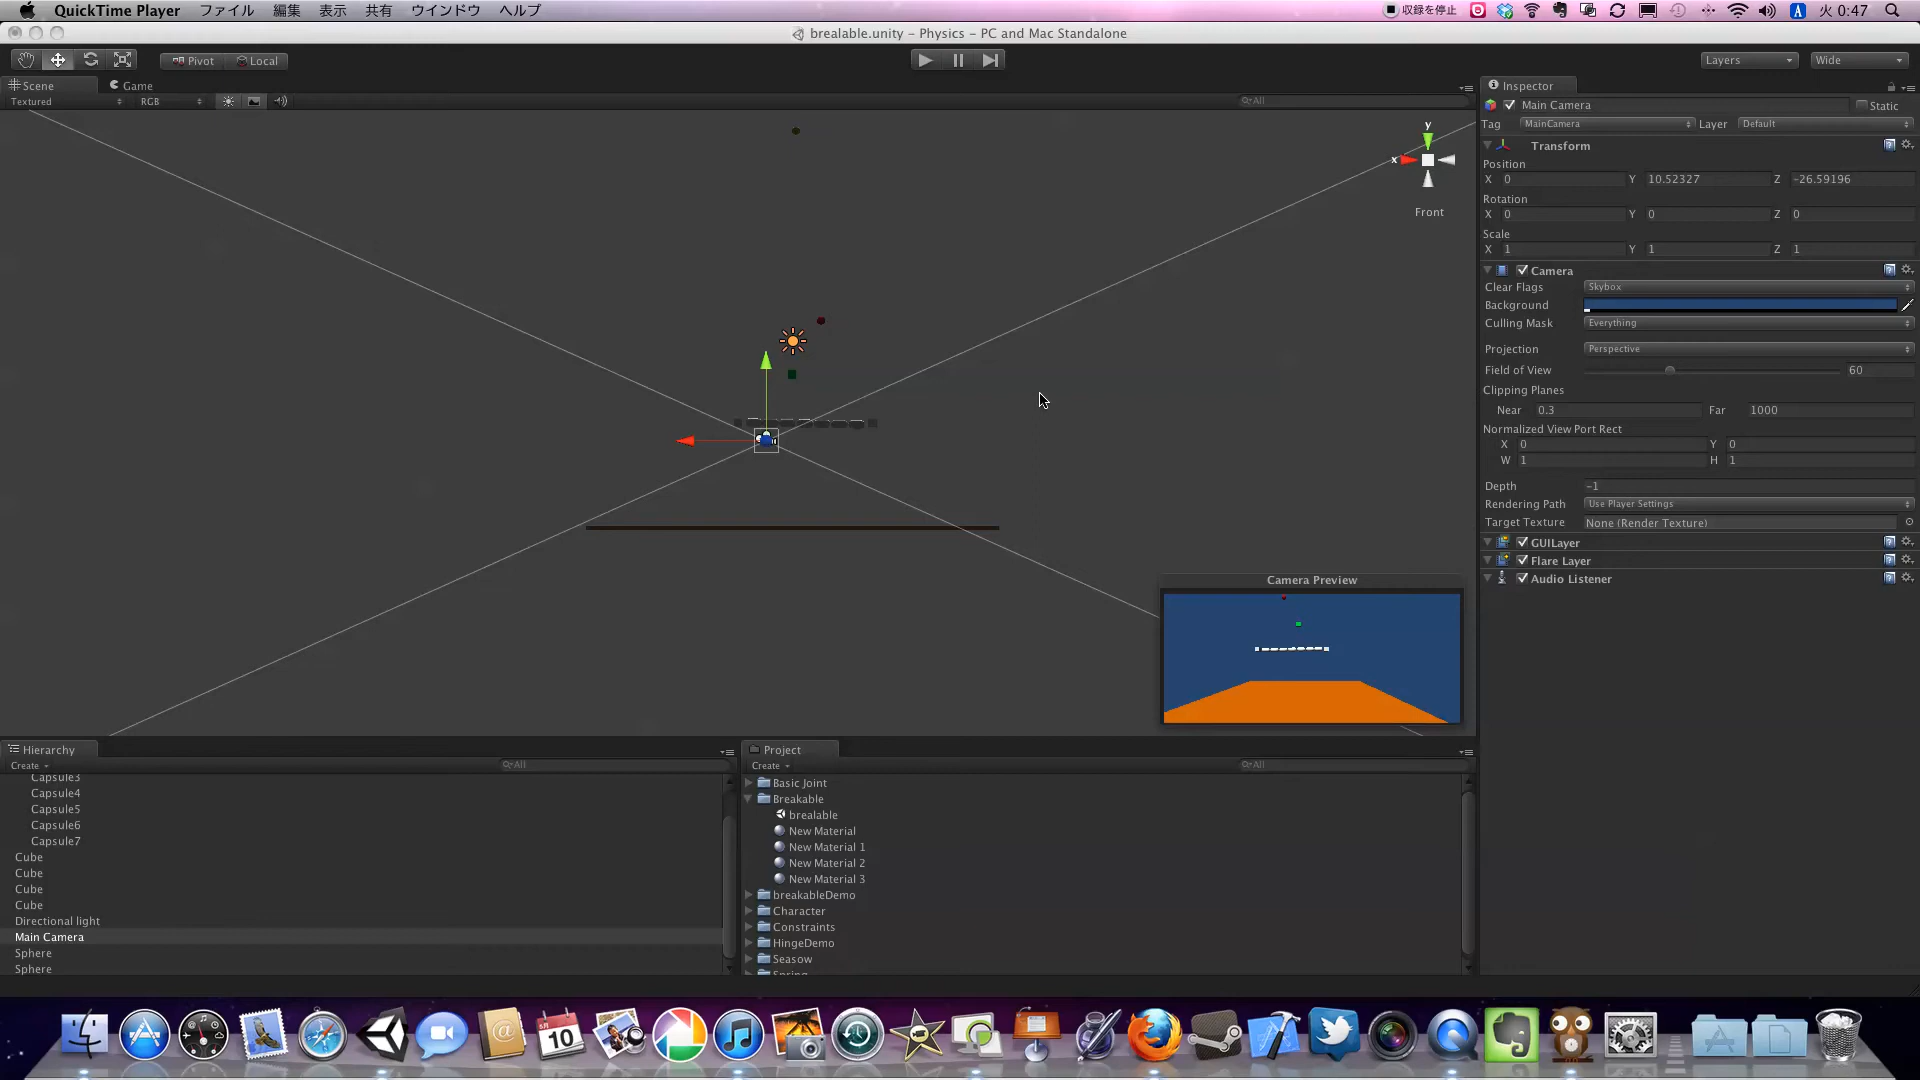 QuickTime Player ファイル 編集 表示 共有 ウインドウ ヘルプ 収録を停止 A 火 0:47
brealable.unity – Physics – PC and Mac Standalone
Pivot Local Layers Wide
Scene Game
Textured RGB All
y
x
Front
Inspector
Main Camera Static
Tag MainCamera Layer Default
Transform
Position
X 0 Y 10.52327 Z -26.59196
Rotation
X 0 Y 0 Z 0
Scale
X 1 Y 1 Z 1
Camera
Clear Flags Skybox
Background
Culling Mask Everything
Projection Perspective
Field of View 60
Clipping Planes
Near 0.3 Far 1000
Normalized View Port Rect
X 0 Y 0
W 1 H 1
Depth -1
Rendering Path Use Player Settings
Target Texture None (Render Texture)
GUILayer
Flare Layer
Audio Listener
Camera Preview
Hierarchy
Create All
Capsule3
Capsule4
Capsule5
Capsule6
Capsule7
Cube
Cube
Cube
Cube
Directional light
Main Camera
Sphere
Sphere
Project
Create All
Basic Joint
Breakable
brealable
New Material
New Material 1
New Material 2
New Material 3
breakableDemo
Character
Constraints
HingeDemo
Seasow
Spring
10